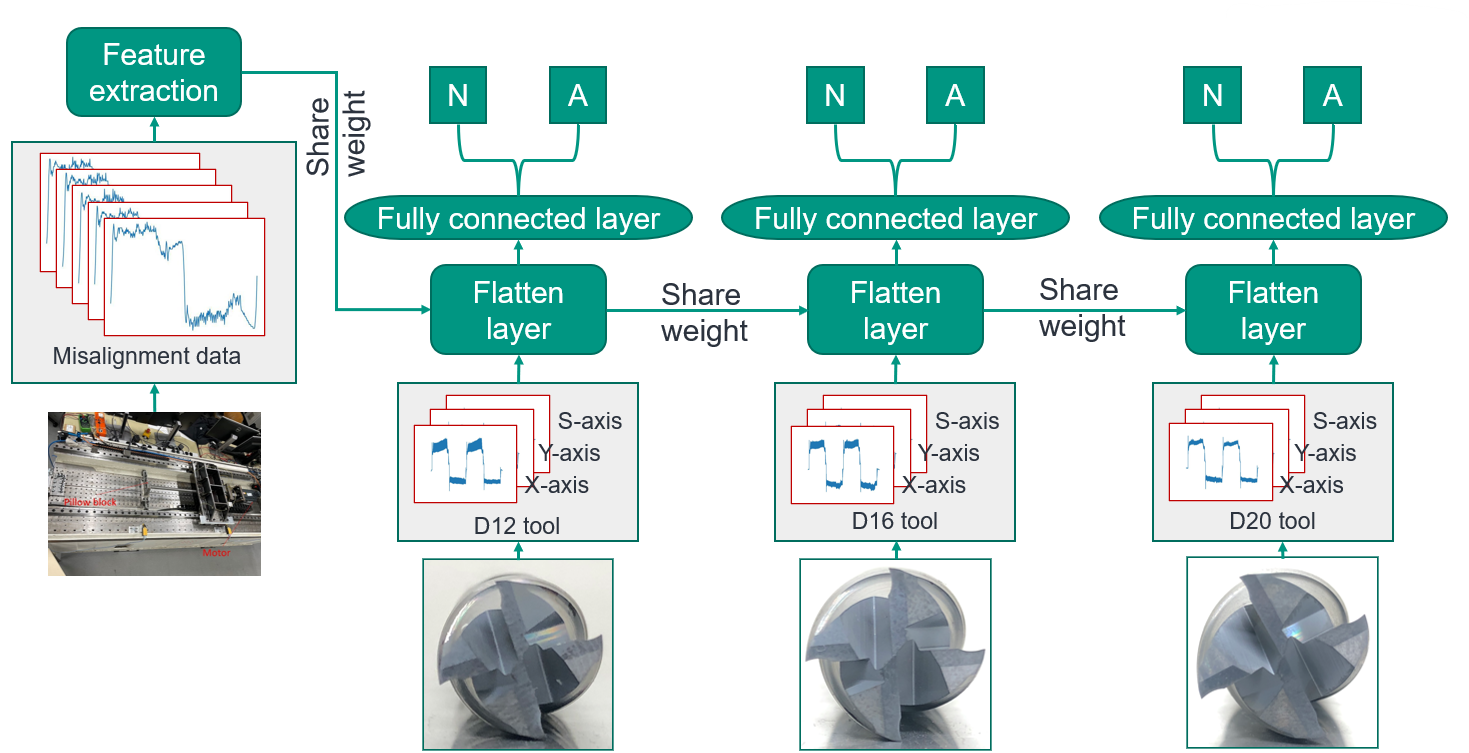 Feature
extraction
Misalignment data
Pillow block
Motor
Share
weight
N
A
Fully connected layer
Flatten
layer
S-axis
Y-axis
X-axis
D12 tool
Share
weight
N
A
Fully connected layer
Flatten
layer
S-axis
Y-axis
X-axis
D16 tool
Share
weight
N
A
Fully connected layer
Flatten
layer
S-axis
Y-axis
X-axis
D20 tool